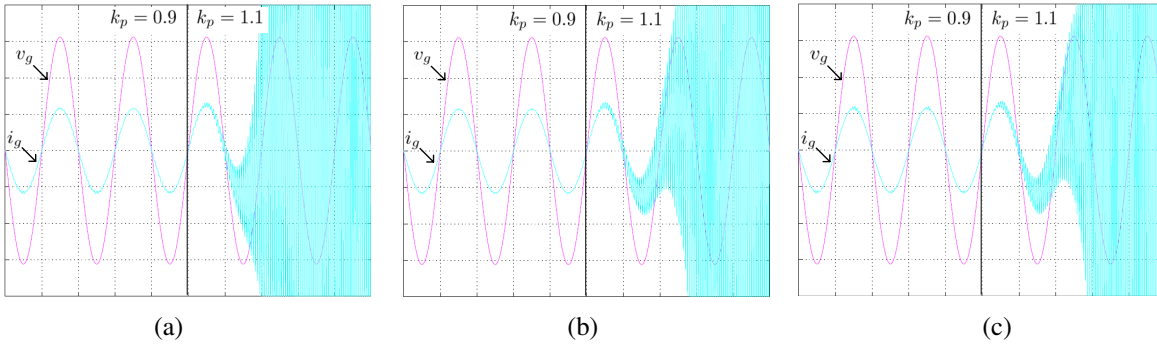 k_p = 0.9 k_p = 1.1
v_g
i_g
(a)
k_p = 0.9 k_p = 1.1
v_g
i_g
(b)
k_p = 0.9 k_p = 1.1
v_g
i_g
(c)